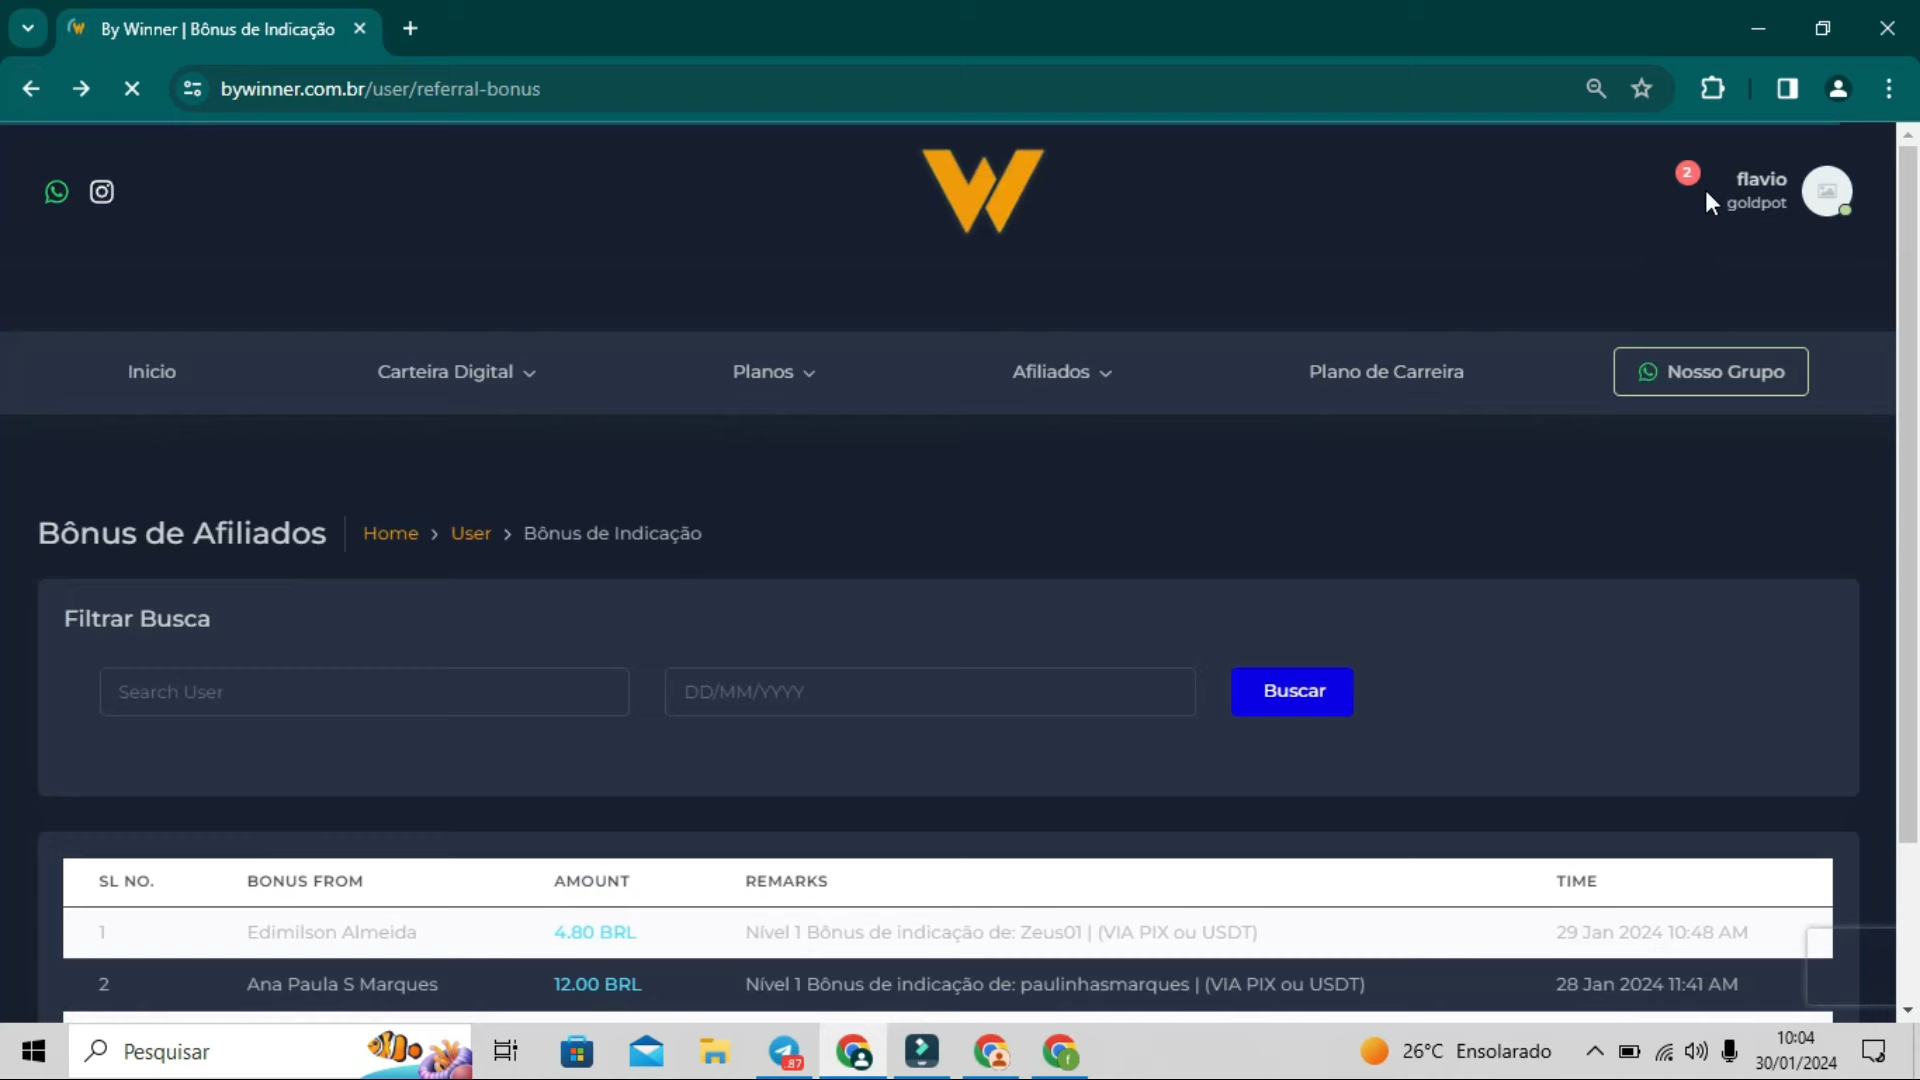 By Winner | Bônus de Indicação
bywinner.com.br/user/referral-bonus
2
flavio
goldpot
Inicio
Carteira Digital
Planos
Afiliados
Plano de Carreira
Nosso Grupo
Bônus de Afiliados
Home > User > Bônus de Indicação
Filtrar Busca
Search User
DD/MM/YYYY
Buscar
SL NO. BONUS FROM AMOUNT REMARKS TIME
1 Edimilson Almeida 4.80 BRL Nível 1 Bônus de indicação de: Zeus01 | (VIA PIX ou USDT) 29 Jan 2024 10:48 AM
2 Ana Paula S Marques 12.00 BRL Nível 1 Bônus de indicação de: paulinhasmarques | (VIA PIX ou USDT) 28 Jan 2024 11:41 AM
Pesquisar
87
f
26°C Ensolarado
10:04
30/01/2024